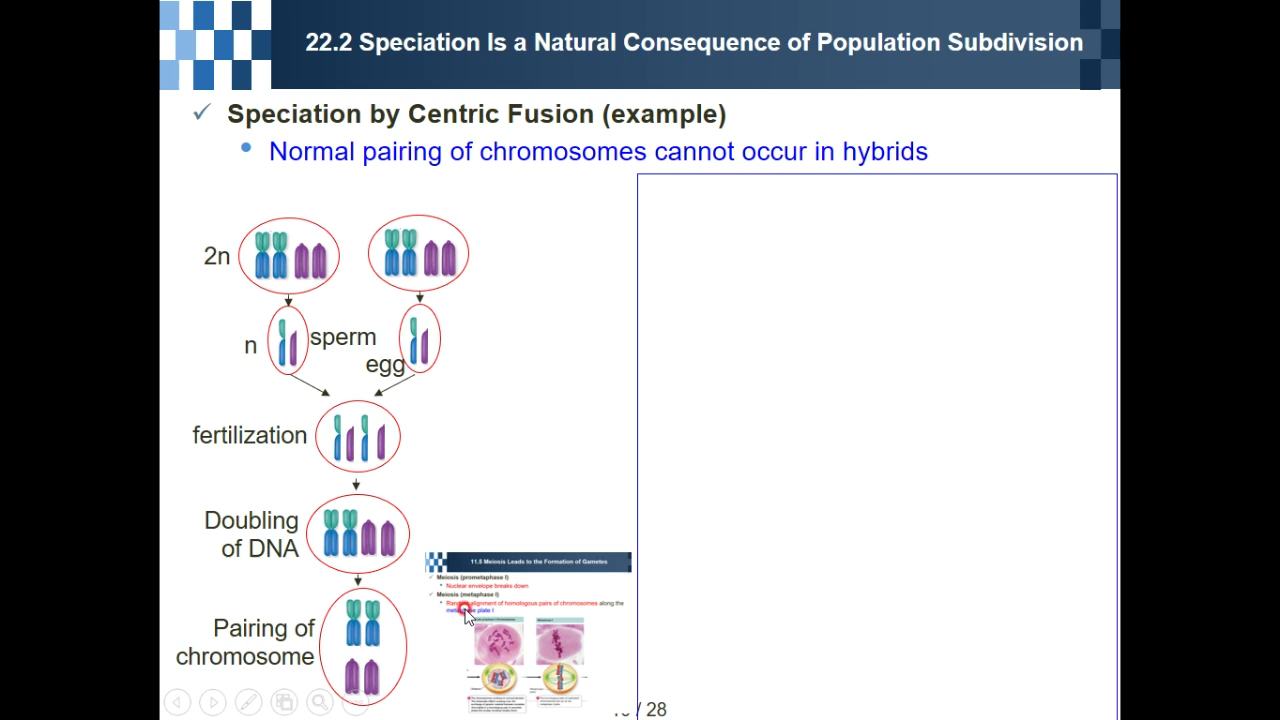 22.2 Speciation Is a Natural Consequence of Population Subdivision
✓ Speciation by Centric Fusion (example)
• Normal pairing of chromosomes cannot occur in hybrids
2n
n
sperm
egg
fertilization
Doubling
of DNA
Pairing of
chromosome
11.5 Meiosis Leads to the Formation of Gametes
✓ Meiosis (prometaphase I)
• Nuclear envelope breaks down
✓ Meiosis (metaphase I)
• alignment of homologous pairs of chromosomes along the
plate I
/ 28